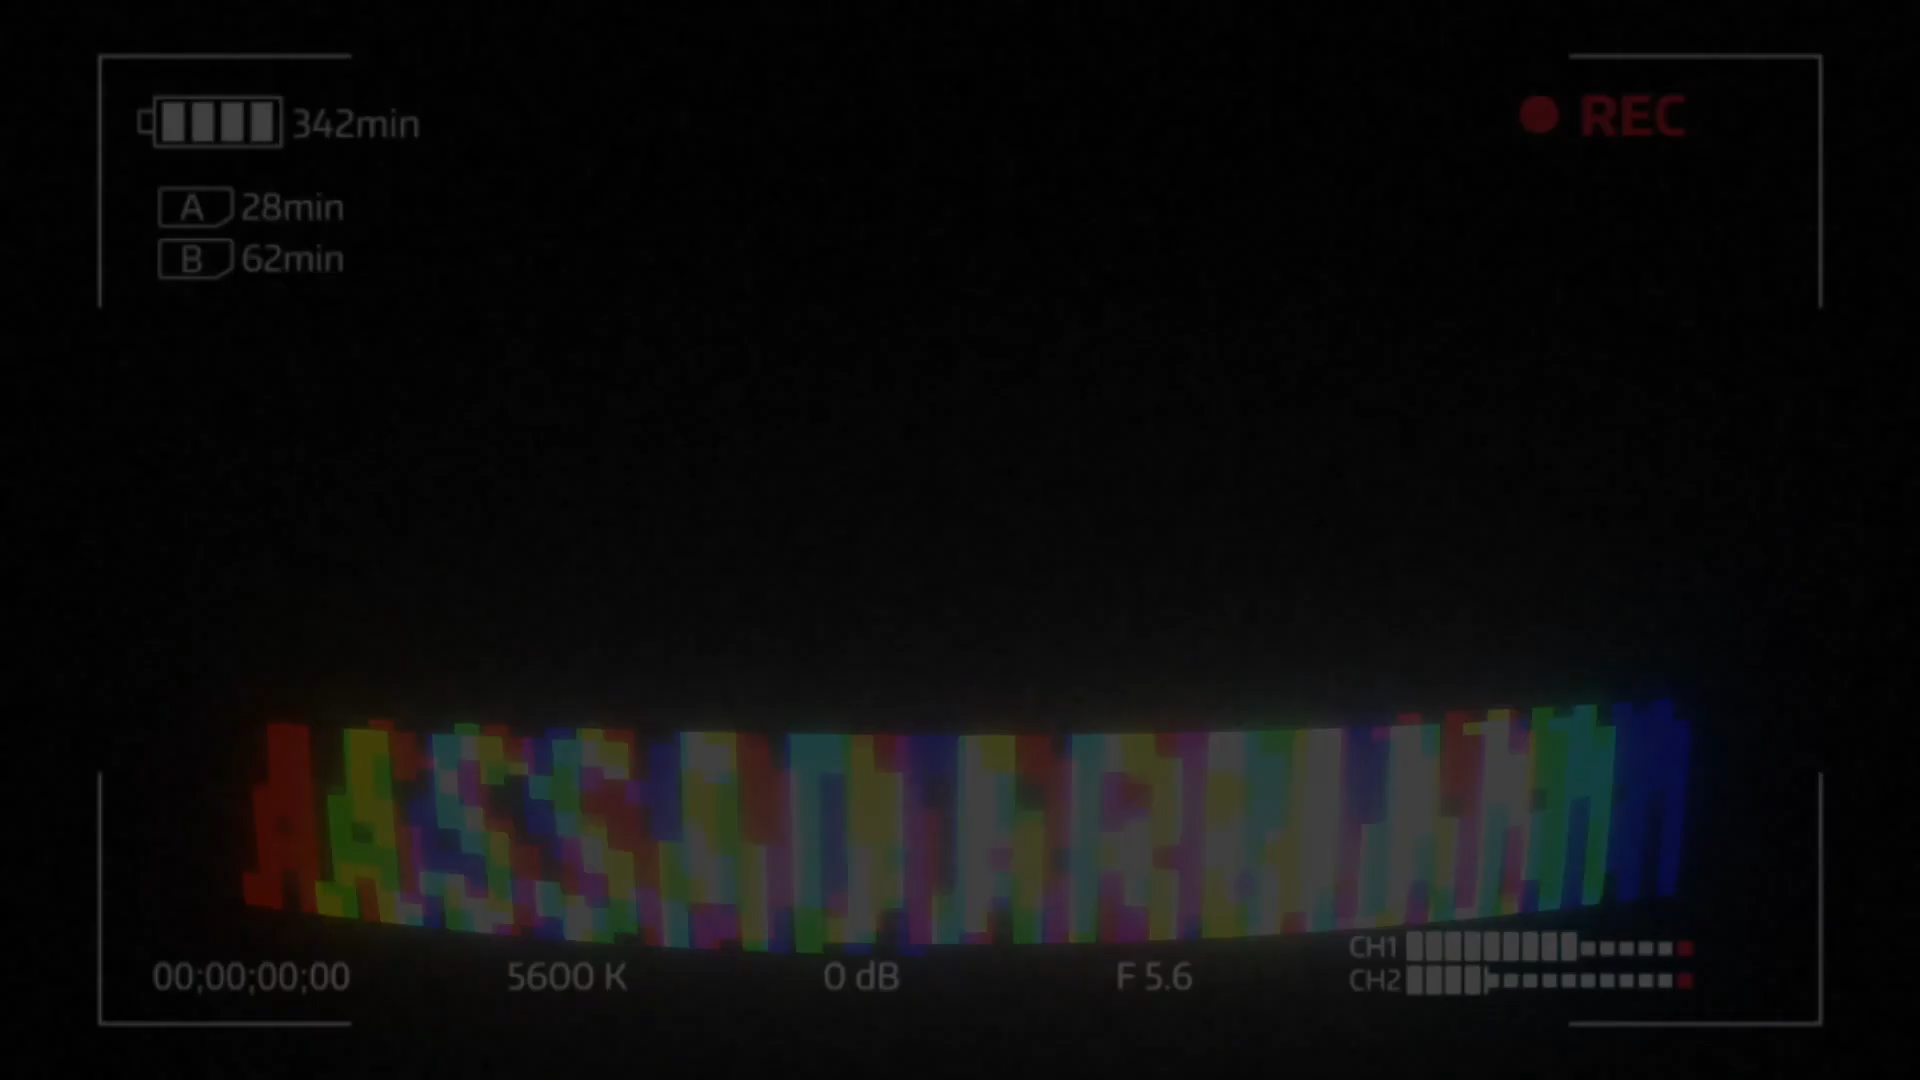 342min
REC
A 28min
B 62min
00;00;00;00
5600 K
0 dB
F 5.6
CH1
CH2